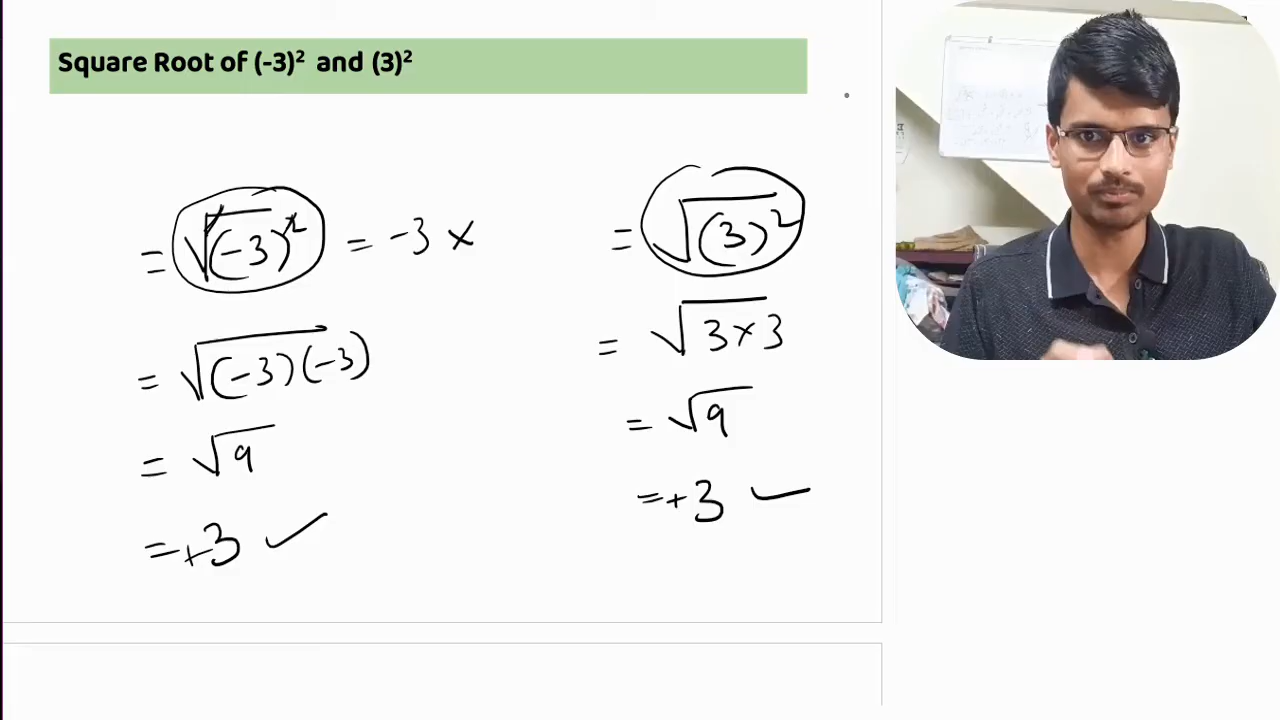 Square Root of (-3)² and (3)²
= √(-3)² = -3 ×
= √(-3)(-3)
= √9
= +3 ✓
= √(3)²
= √3×3
= √9
= +3 ✓